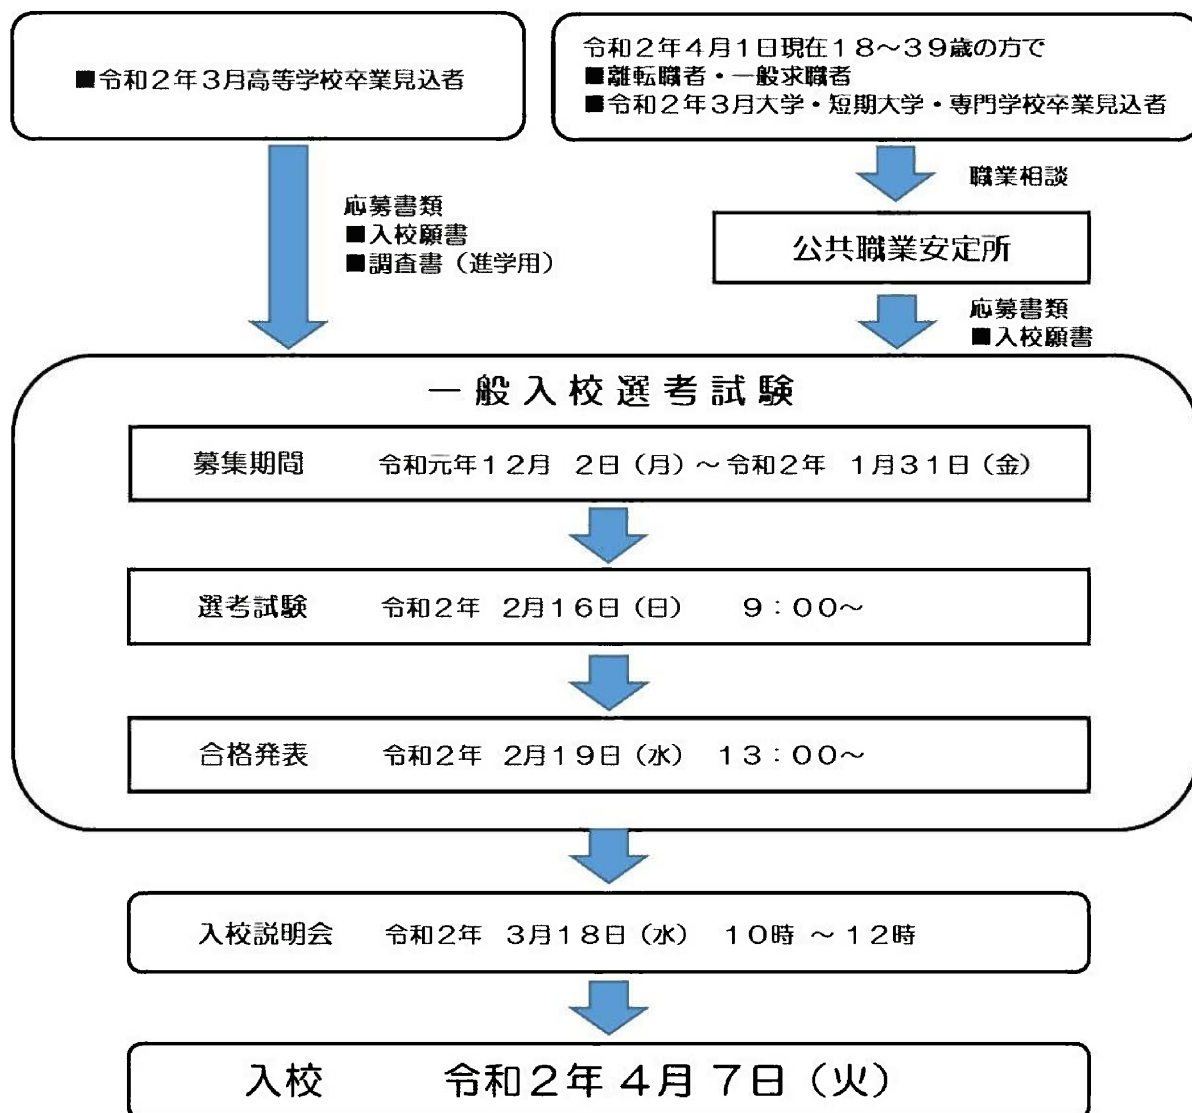 ■令和２年３月高等学校卒業見込者
令和２年４月１日現在１８～３９歳の方で
■離転職者・一般求職者
■令和２年３月大学・短期大学・専門学校卒業見込者
職業相談
応募書類
■入校願書
■調査書（進学用）
公共職業安定所
応募書類
■入校願書
一般入校選考試験
募集期間　令和元年１２月　２日（月）～令和２年　１月３１日（金）
選考試験　令和２年　２月１６日（日）　９：００～
合格発表　令和２年　２月１９日（水）　１３：００～
入校説明会　令和２年　３月１８日（水）　１０時 ～１２時
入校　令和２年 ４月 ７日（火）